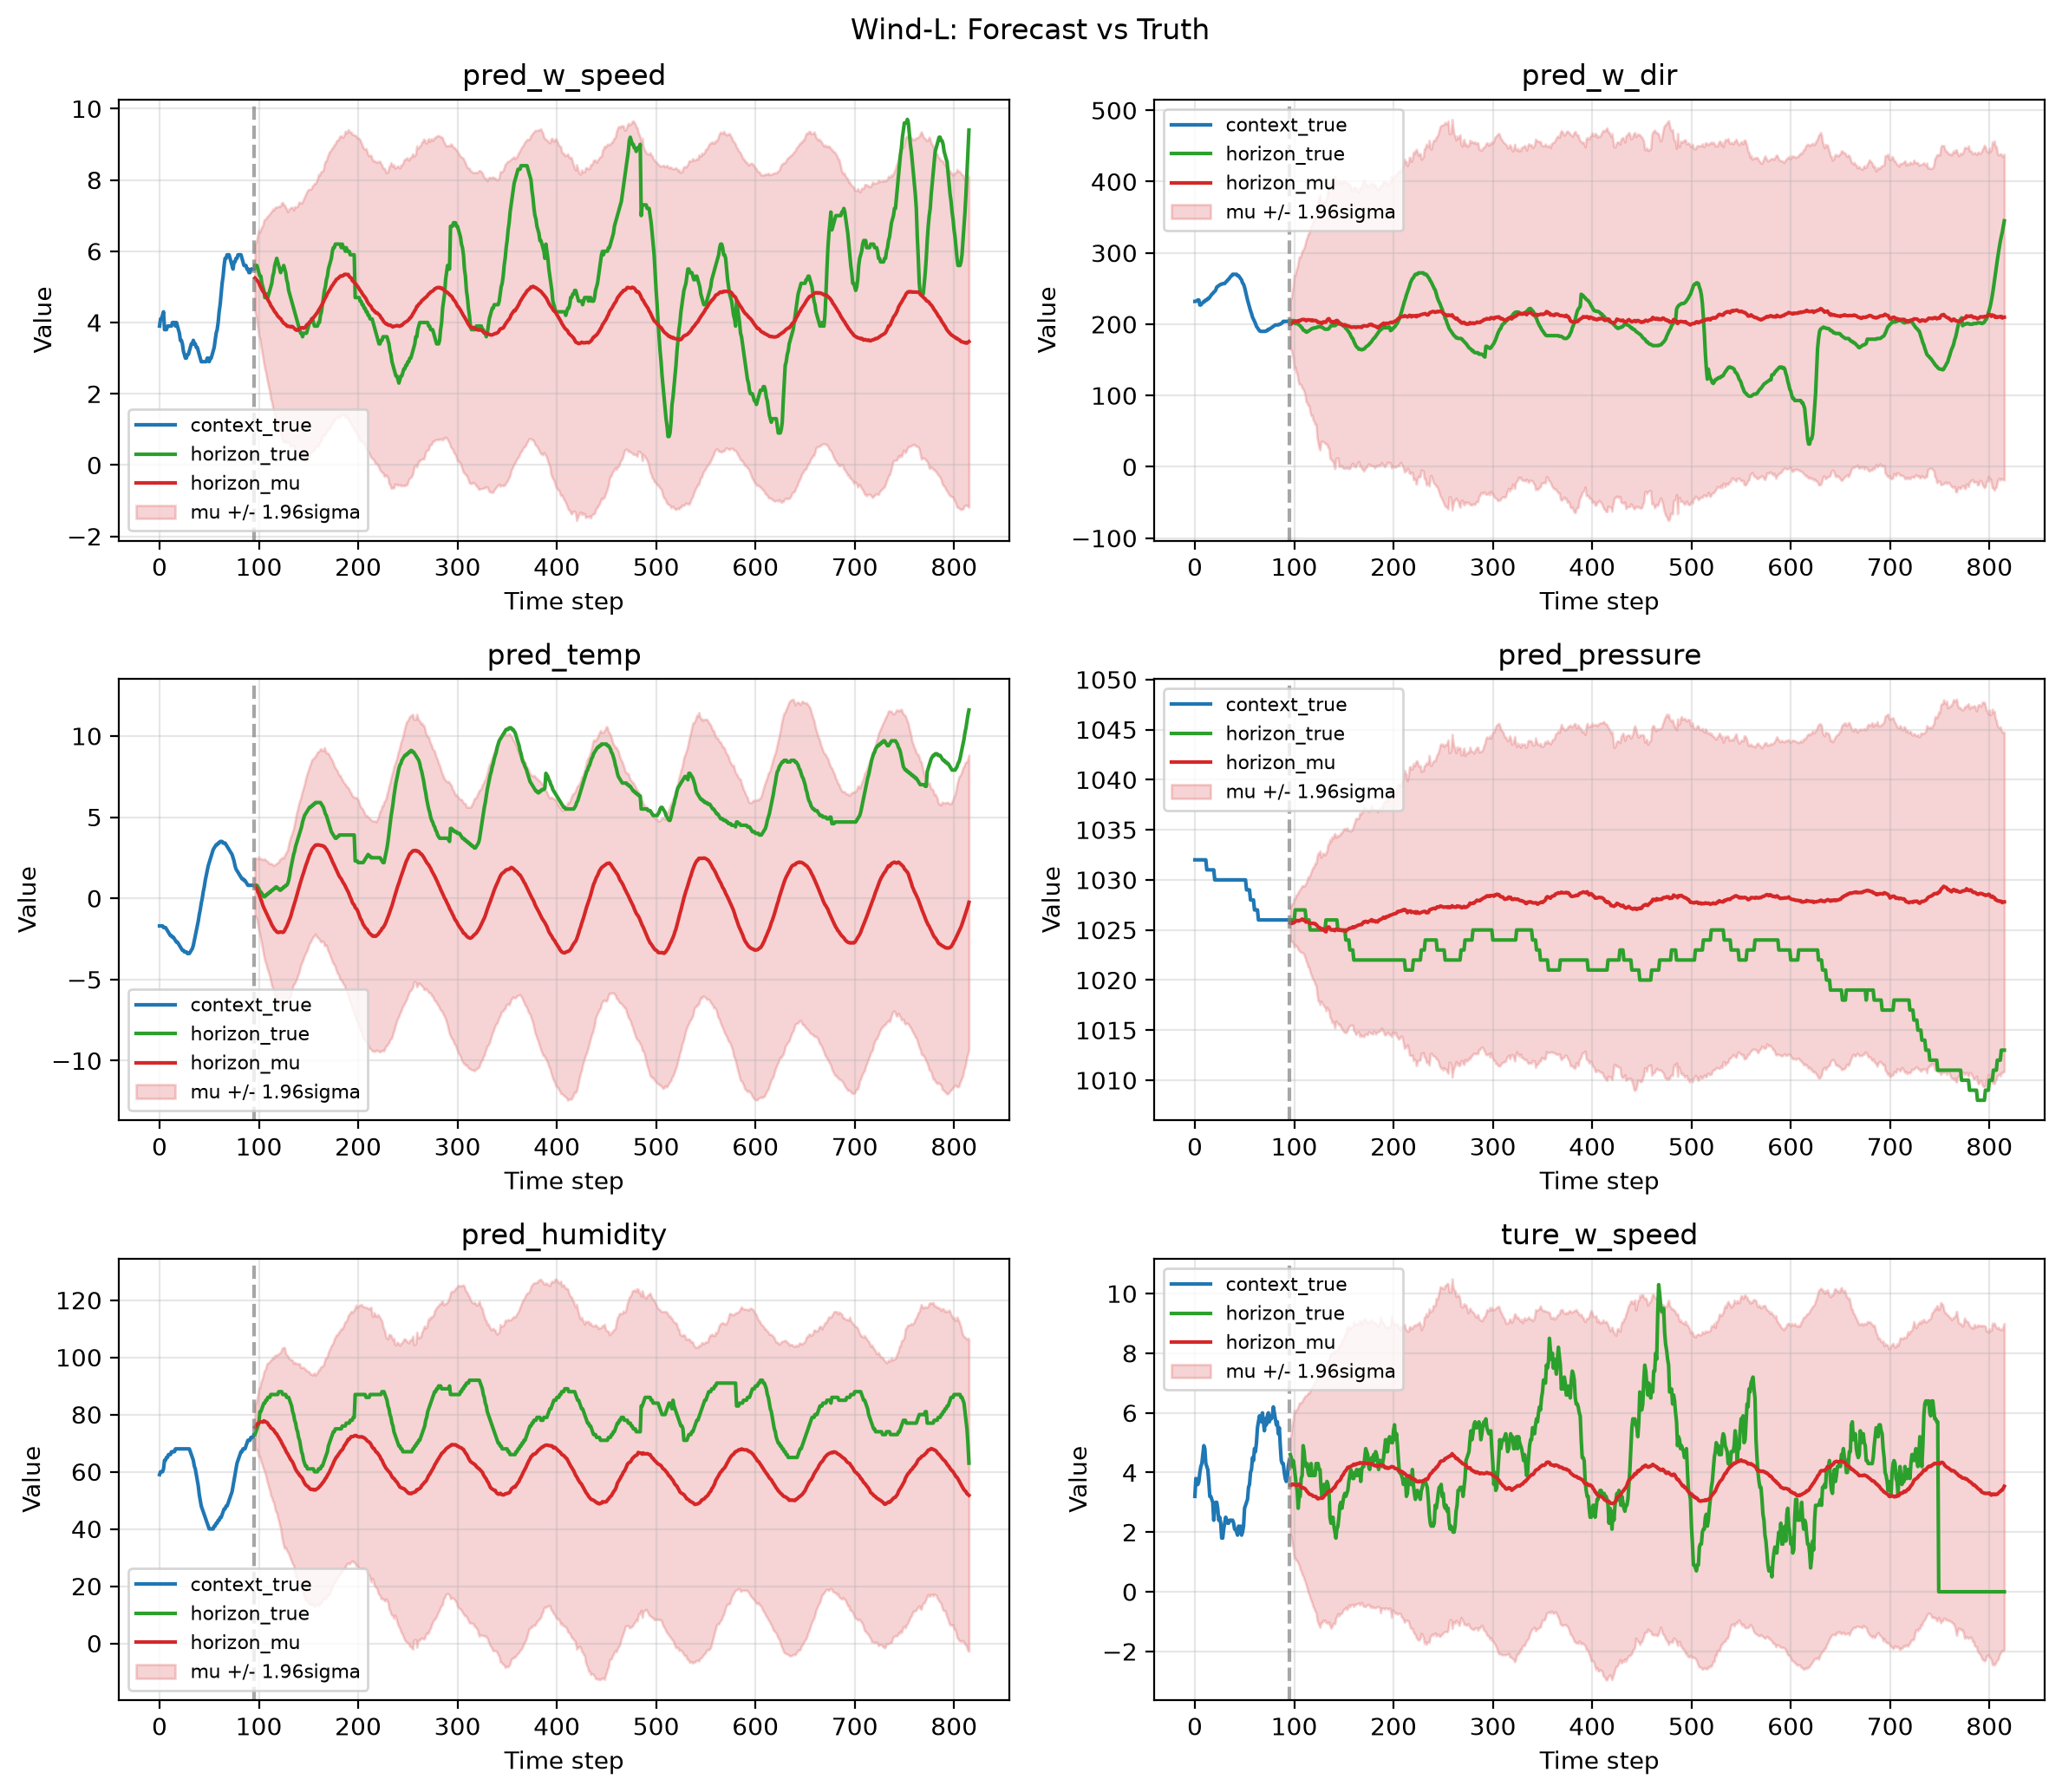 Wind-L: Forecast vs Truth
pred_w_speed
10
8
6
4
2
0
−2
Value
context_true
horizon_true
horizon_mu
mu +/- 1.96sigma
0 100 200 300 400 500 600 700 800
Time step
pred_w_dir
500
400
300
200
100
0
−100
Value
context_true
horizon_true
horizon_mu
mu +/- 1.96sigma
0 100 200 300 400 500 600 700 800
Time step
pred_temp
10
5
0
−5
−10
Value
context_true
horizon_true
horizon_mu
mu +/- 1.96sigma
0 100 200 300 400 500 600 700 800
Time step
pred_pressure
1050
1045
1040
1035
1030
1025
1020
1015
1010
Value
context_true
horizon_true
horizon_mu
mu +/- 1.96sigma
0 100 200 300 400 500 600 700 800
Time step
pred_humidity
120
100
80
60
40
20
0
Value
context_true
horizon_true
horizon_mu
mu +/- 1.96sigma
0 100 200 300 400 500 600 700 800
Time step
ture_w_speed
10
8
6
4
2
0
−2
Value
context_true
horizon_true
horizon_mu
mu +/- 1.96sigma
0 100 200 300 400 500 600 700 800
Time step